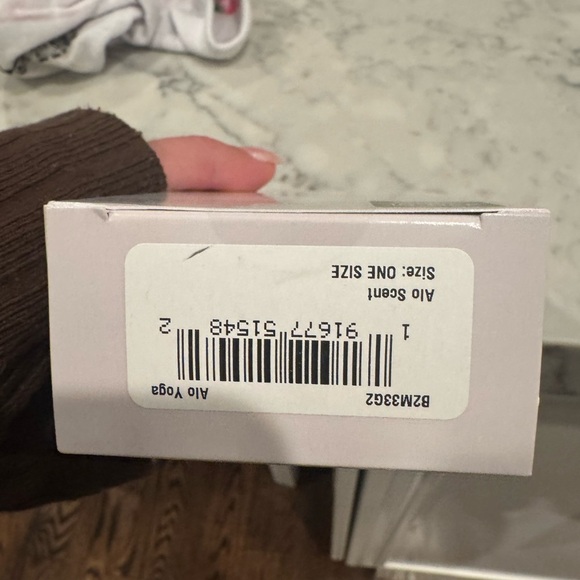 B2M33G2 Alo Yoga
1 91677 51548 2
Alo Scent
Size: ONE SIZE